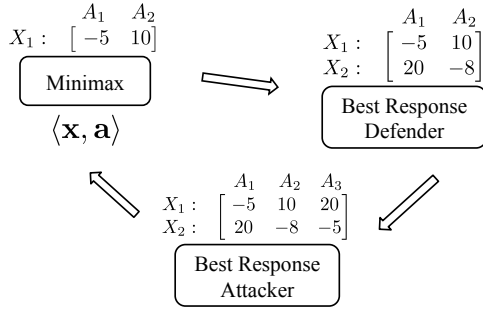 A₁ A₂
X₁ : [ −5 10 ]
Minimax
⟨x, a⟩
A₁ A₂
X₁ : [ −5 10 ]
X₂ : [ 20 −8 ]
Best Response
Defender
A₁ A₂ A₃
X₁ : [ −5 10 20 ]
X₂ : [ 20 −8 −5 ]
Best Response
Attacker